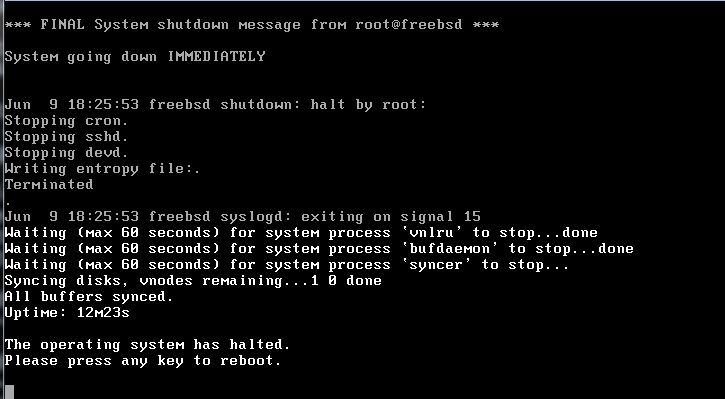 *** FINAL System shutdown message from root@freebsd ***
System going down IMMEDIATELY
Jun  9 18:25:53 freebsd shutdown: halt by root:
Stopping cron.
Stopping sshd.
Stopping devd.
Writing entropy file:.
Terminated
.
Jun  9 18:25:53 freebsd syslogd: exiting on signal 15
Waiting (max 60 seconds) for system process `vnlru' to stop...done
Waiting (max 60 seconds) for system process `bufdaemon' to stop...done
Waiting (max 60 seconds) for system process `syncer' to stop...
Syncing disks, vnodes remaining...1 0 done
All buffers synced.
Uptime: 12m23s
The operating system has halted.
Please press any key to reboot.